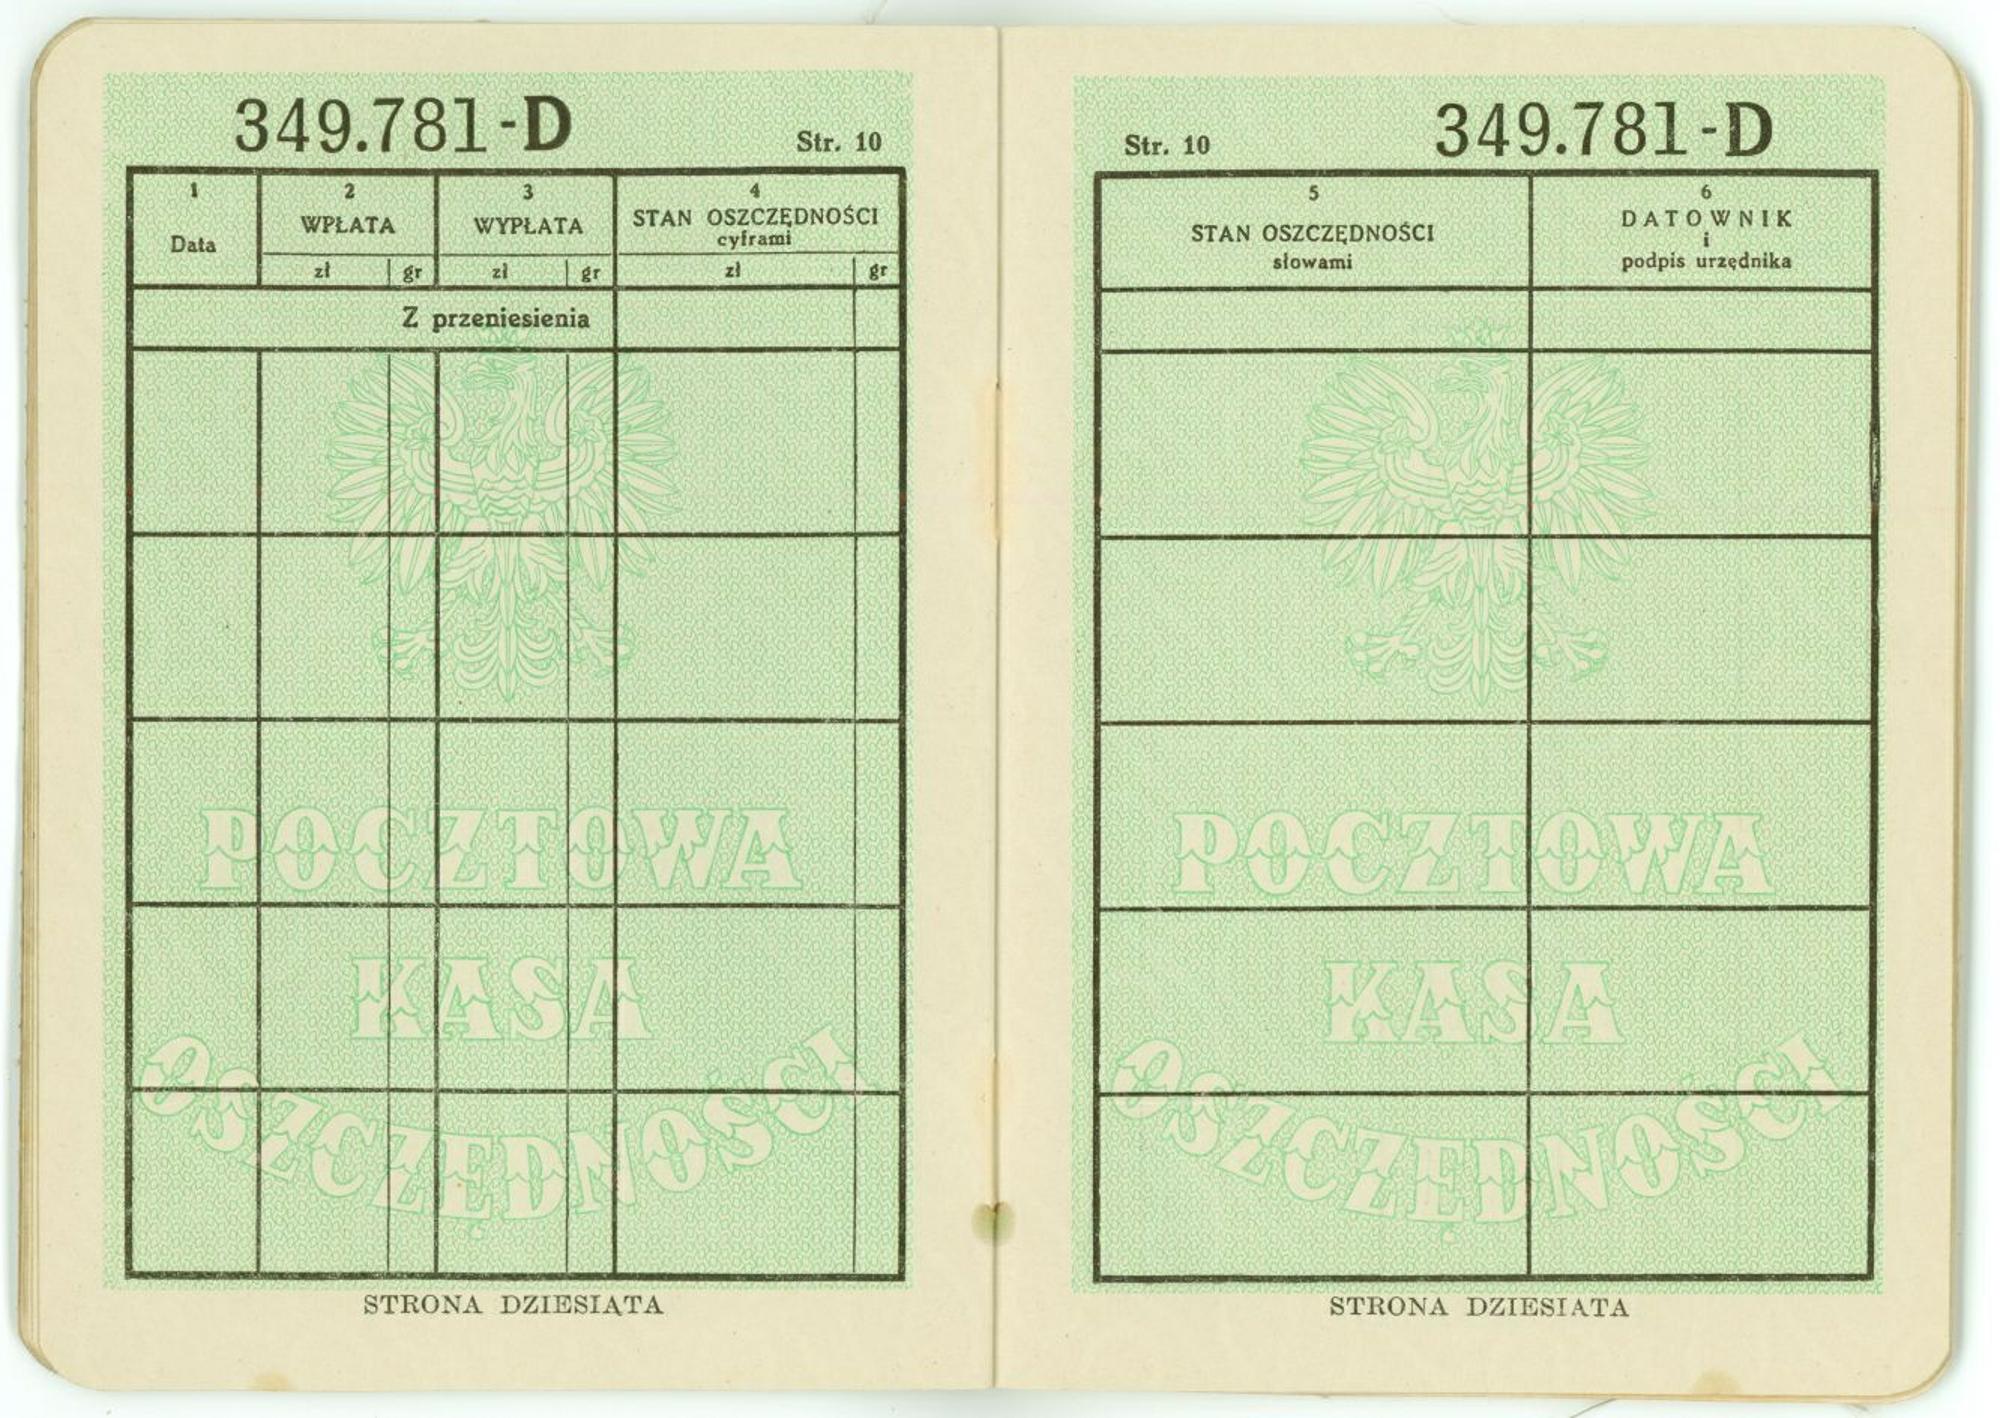 349.781-D
Str. 10
1
Data
2
WPŁATA
zł gr
3
WYPŁATA
zł gr
4
STAN OSZCZĘDNOŚCI
cyframi
zł gr
Z przeniesienia
POCZTOWA
KASA
OSZCZĘDNOŚCI
STRONA DZIESIĄTA
Str. 10
349.781-D
5
STAN OSZCZĘDNOŚCI
słowami
6
DATOWNIK
i
podpis urzędnika
POCZTOWA
KASA
OSZCZĘDNOŚCI
STRONA DZIESIATA